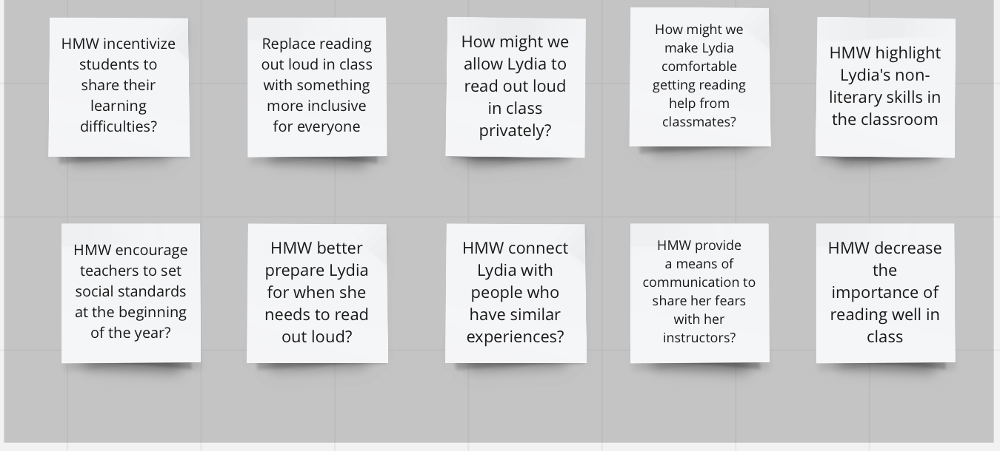 HMW incentivize
students to
share their
learning
difficulties?
Replace reading
out loud in class
with something
more inclusive
for everyone
How might we
allow Lydia to
read out loud
in class
privately?
How might we
make Lydia
comfortable
getting reading
help from
classmates?
HMW highlight
Lydia's non-
literary skills in
the classroom
HMW encourage
teachers to set
social standards
at the beginning
of the year?
HMW better
prepare Lydia
for when she
needs to read
out loud?
HMW connect
Lydia with
people who
have similar
experiences?
HMW provide
a means of
communication to
share her fears
with her
instructors?
HMW decrease
the
importance of
reading well in
class